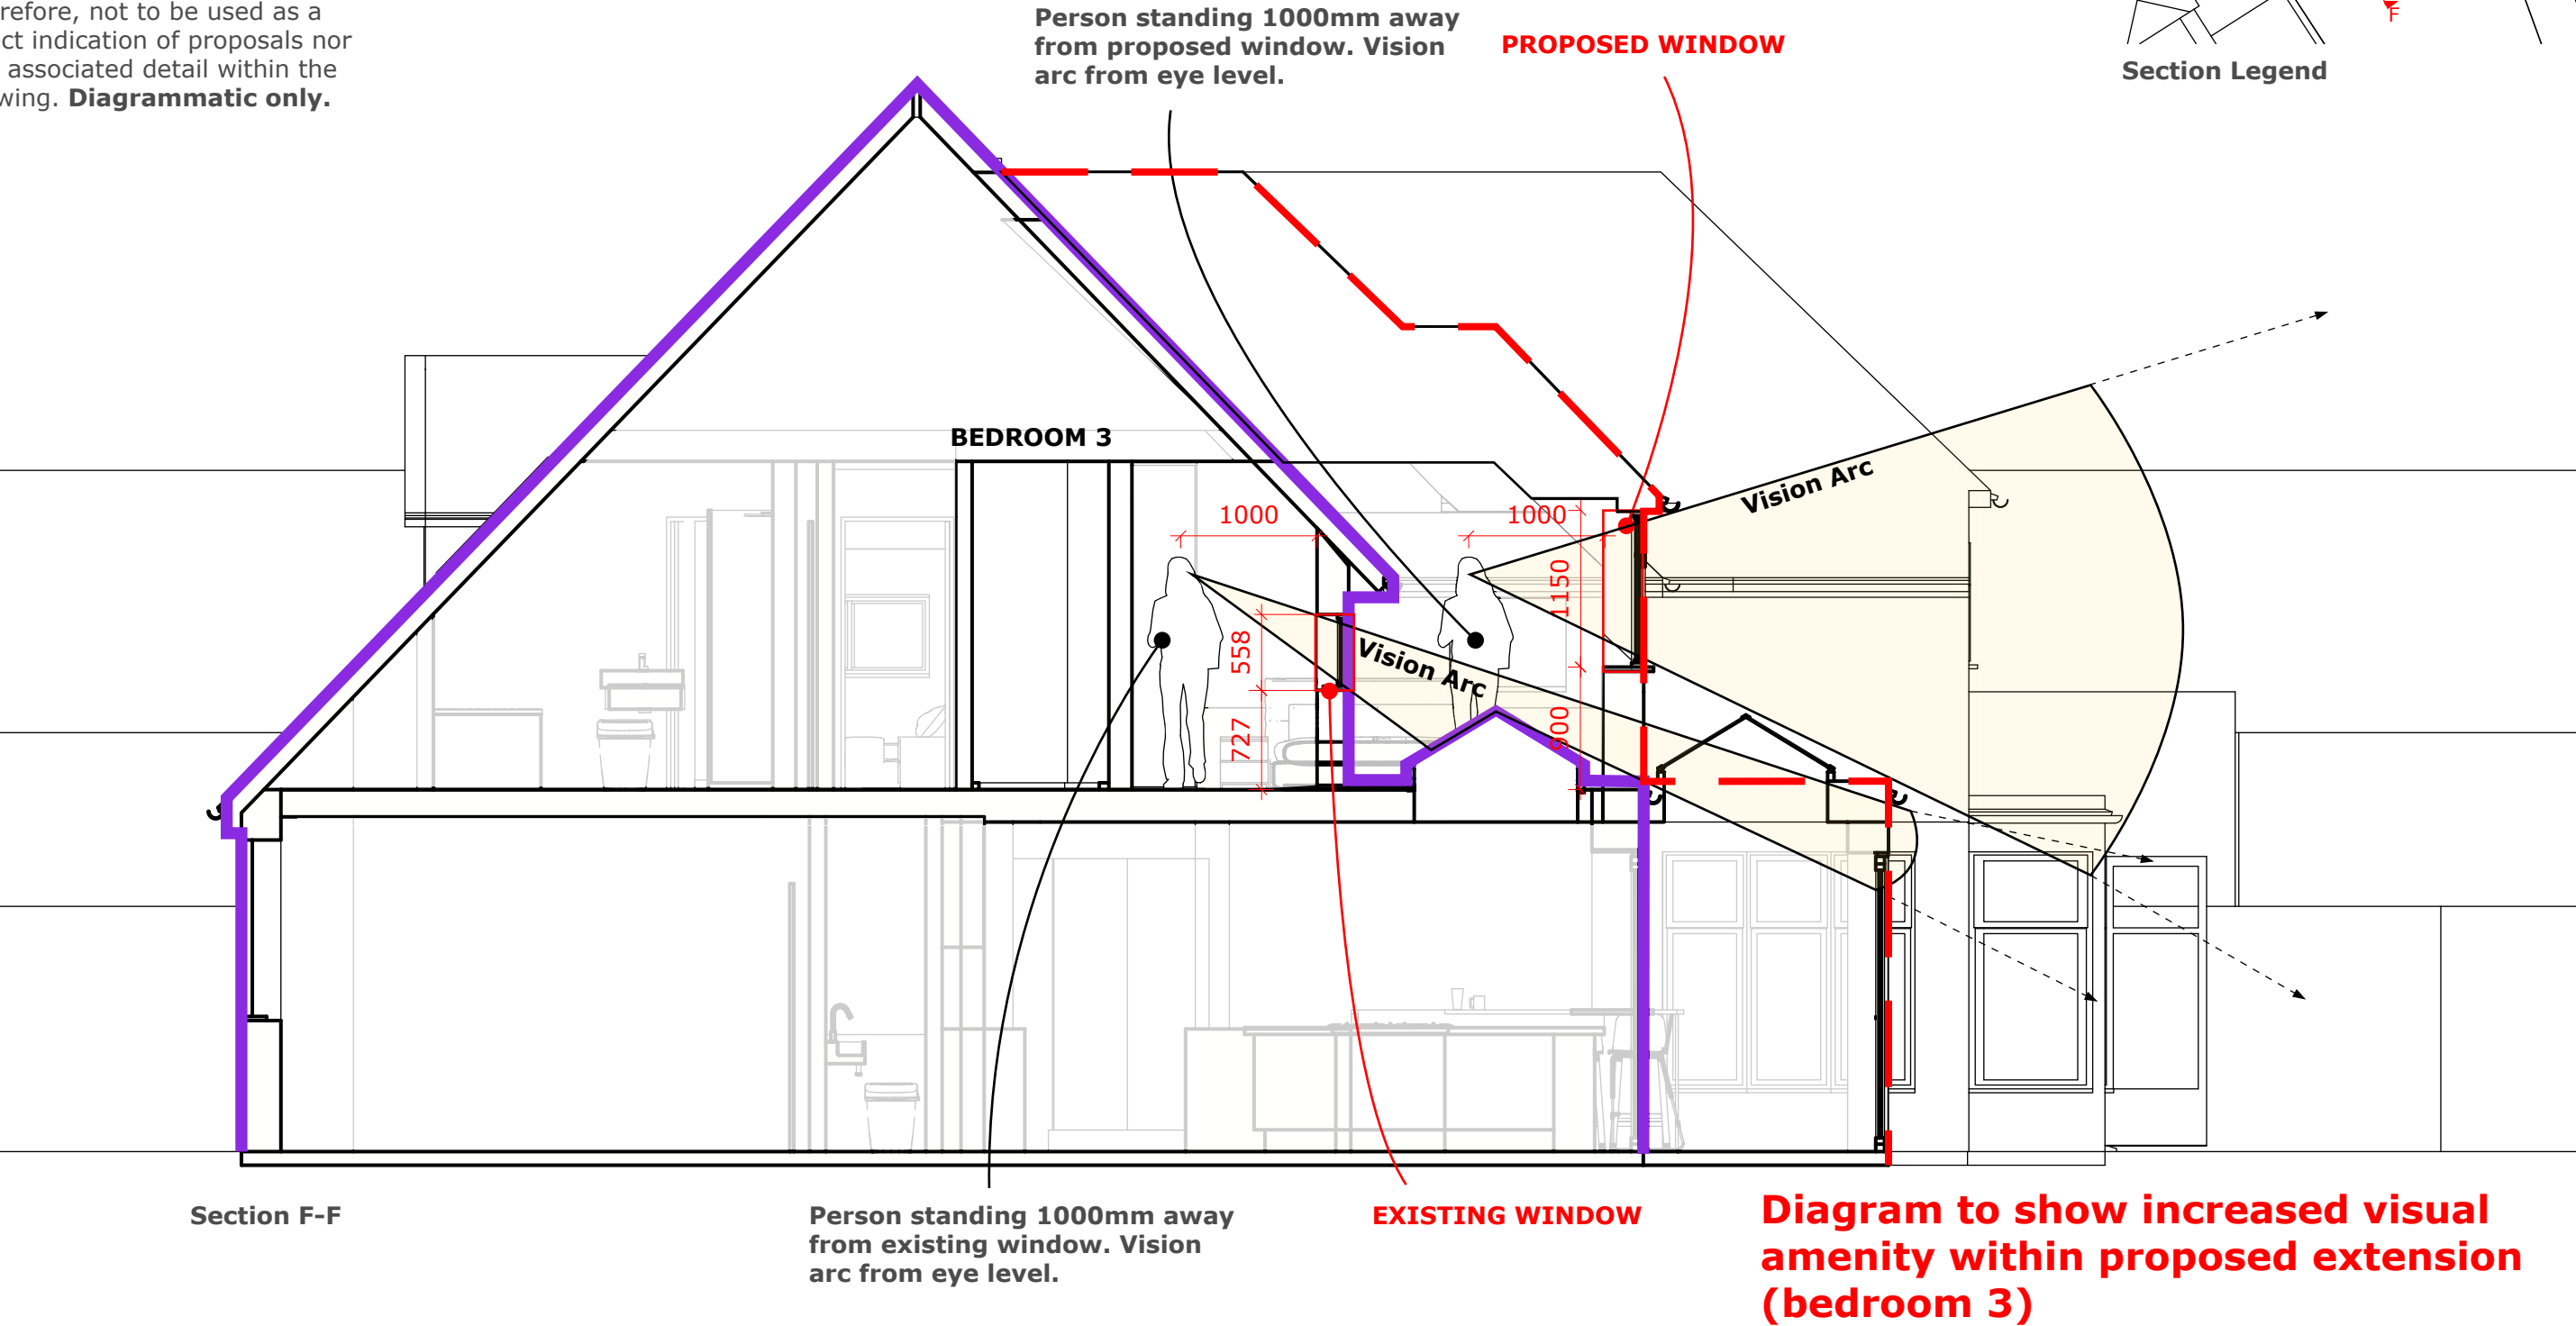 refore, not to be used as a
ct indication of proposals nor
associated detail within the
wing. Diagrammatic only.
Person standing 1000mm away
from proposed window. Vision
arc from eye level.
PROPOSED WINDOW
F
Section Legend
BEDROOM 3
Vision Arc
1000
1000
1150
558
Vision Arc
727
900
Section F-F
Person standing 1000mm away
from existing window. Vision
arc from eye level.
EXISTING WINDOW
Diagram to show increased visual
amenity within proposed extension
(bedroom 3)